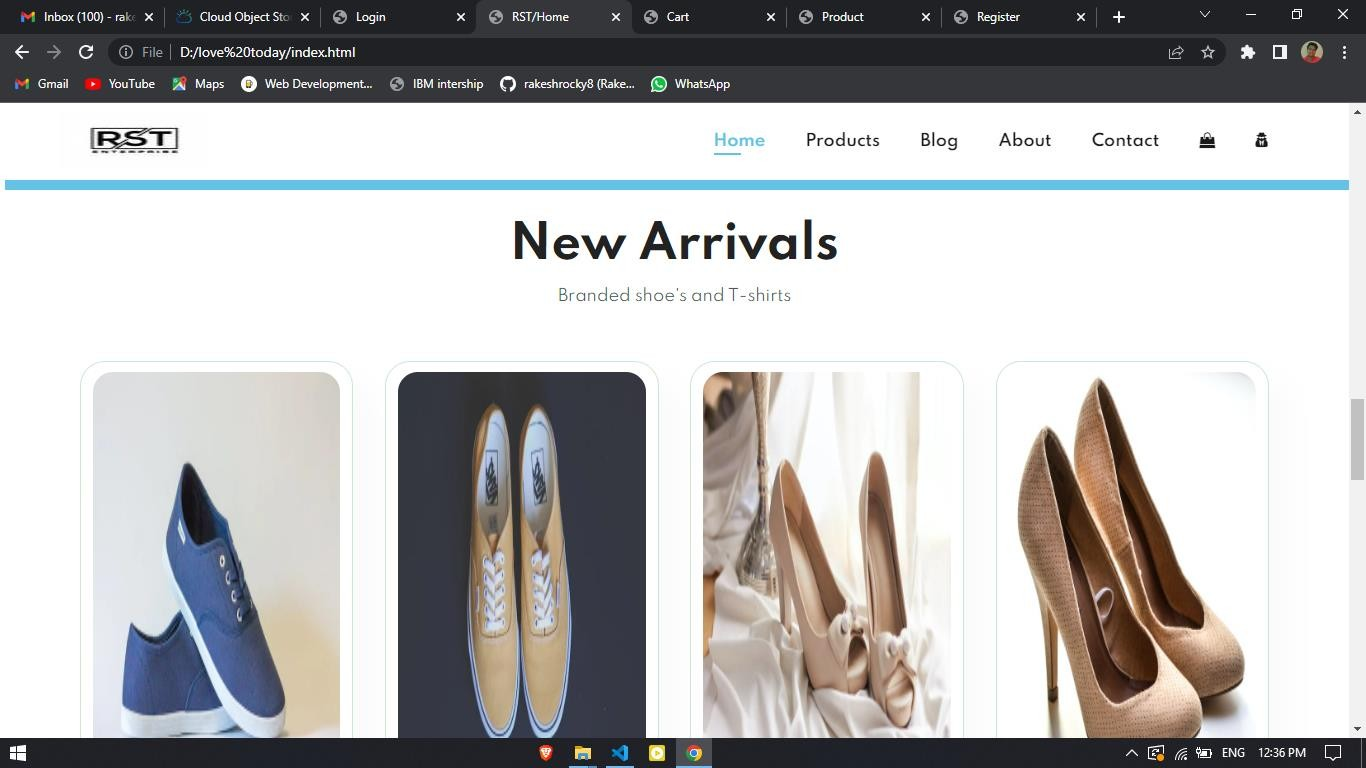 Inbox (100) - rake
Cloud Object Sto
Login
RST/Home
Cart
Product
Register
File
D:/love%20today/index.html
Gmail
YouTube
Maps
Web Development...
IBM intership
rakeshrocky8 (Rake...
WhatsApp
RST
ENTERPRISE
Home
Products
Blog
About
Contact
New Arrivals
Branded shoe's and T-shirts
ENG
12:36 PM